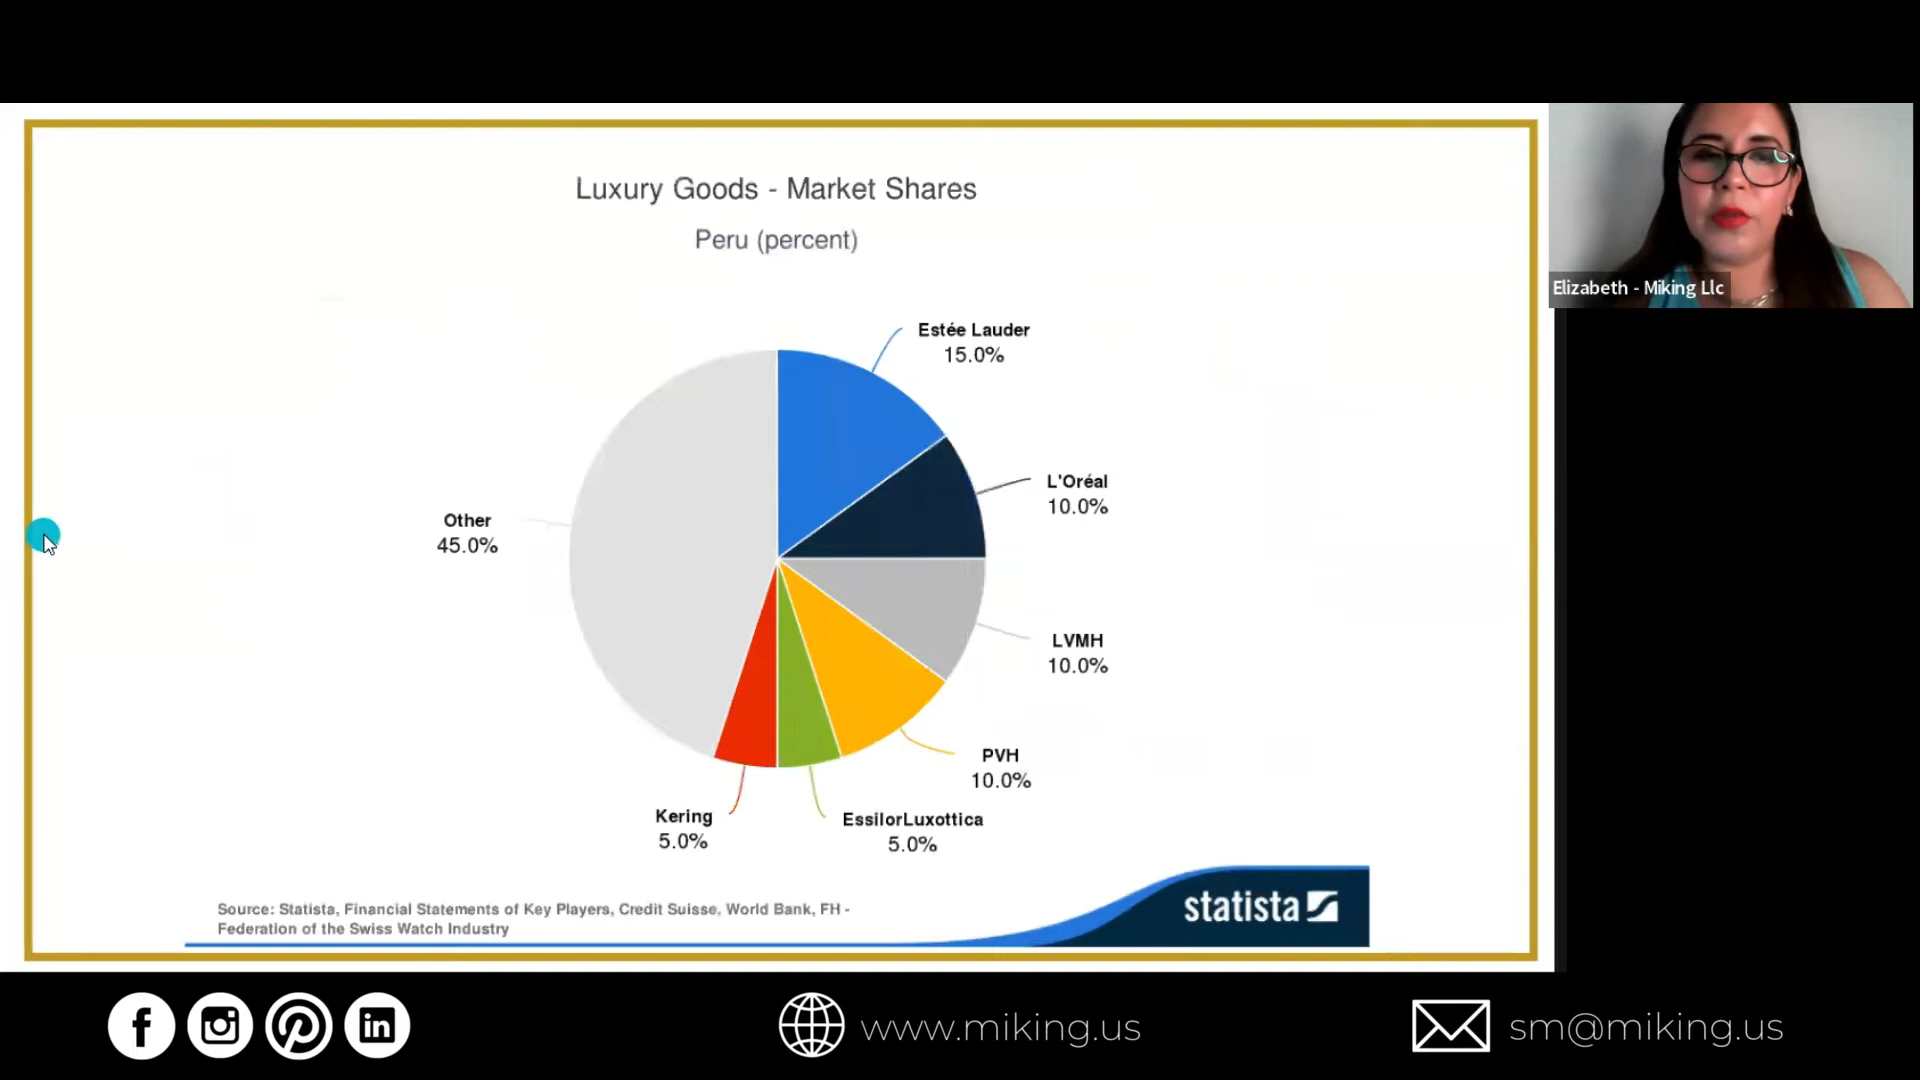 Luxury Goods - Market Shares
Peru (percent)
Elizabeth - Miking Llc
Estée Lauder
15.0%
L'Oréal
10.0%
Other
45.0%
LVMH
10.0%
PVH
10.0%
Kering
5.0%
EssilorLuxottica
5.0%
Source: Statista, Financial Statements of Key Players, Credit Suisse, World Bank, FH -
Federation of the Swiss Watch Industry
statista
www.miking.us
sm@miking.us